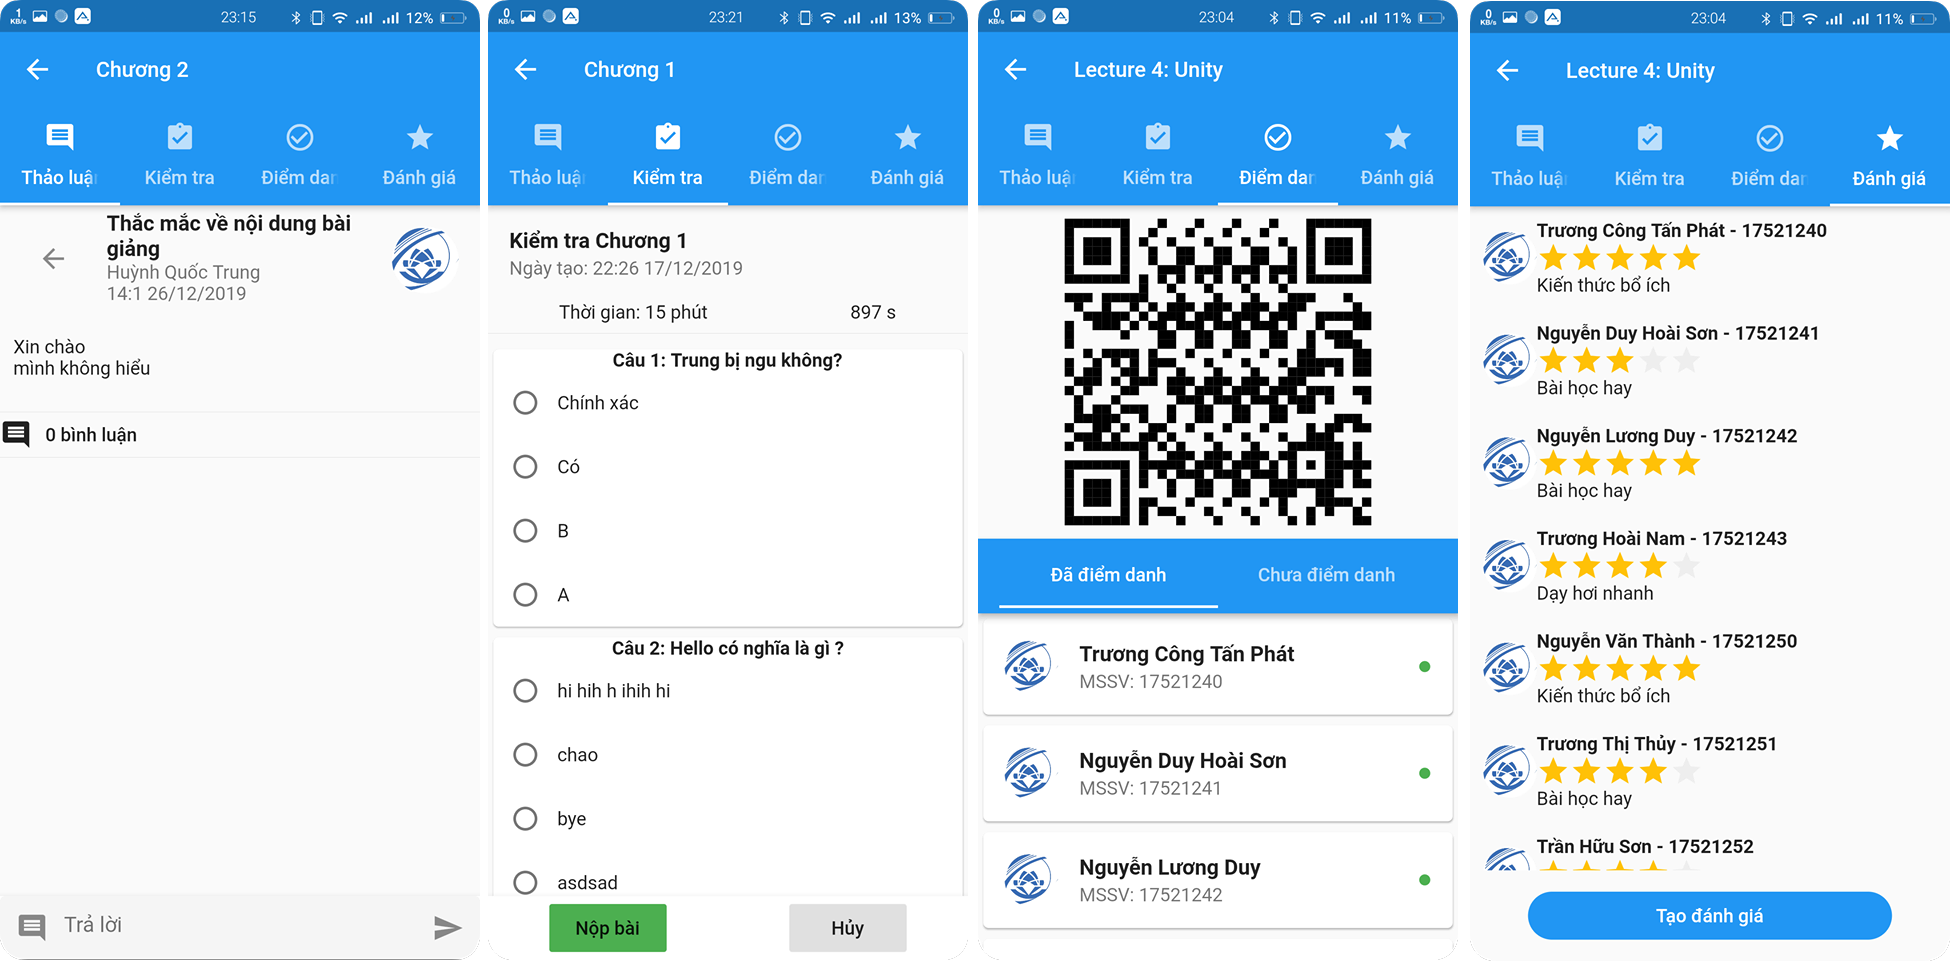 1
KB/s
23:15
12%
Chương 2
Thảo luậ
Kiểm tra
Điểm dan
Đánh giá
Thắc mắc về nội dung bài
giảng
Huỳnh Quốc Trung
14:1 26/12/2019
Xin chào
mình không hiểu
0 bình luận
Trả lời
0
KB/s
23:21
13%
Chương 1
Thảo luậ
Kiểm tra
Điểm dan
Đánh giá
Kiểm tra Chương 1
Ngày tạo: 22:26 17/12/2019
Thời gian: 15 phút 897 s
Câu 1: Trung bị ngu không?
Chính xác
Có
B
A
Câu 2: Hello có nghĩa là gì ?
hi hih h ihih hi
chao
bye
asdsad
Nộp bài
Hủy
0
KB/s
23:04
11%
Lecture 4: Unity
Thảo luậ
Kiểm tra
Điểm dan
Đánh giá
Đã điểm danh
Chưa điểm danh
Trương Công Tấn Phát
MSSV: 17521240
Nguyễn Duy Hoài Sơn
MSSV: 17521241
Nguyễn Lương Duy
MSSV: 17521242
0
KB/s
23:04
11%
Lecture 4: Unity
Thảo luậ
Kiểm tra
Điểm dan
Đánh giá
Trương Công Tấn Phát - 17521240
Kiến thức bổ ích
Nguyễn Duy Hoài Sơn - 17521241
Bài học hay
Nguyễn Lương Duy - 17521242
Bài học hay
Trương Hoài Nam - 17521243
Dạy hơi nhanh
Nguyễn Văn Thành - 17521250
Kiến thức bổ ích
Trương Thị Thủy - 17521251
Bài học hay
Trần Hữu Sơn - 17521252
Tạo đánh giá